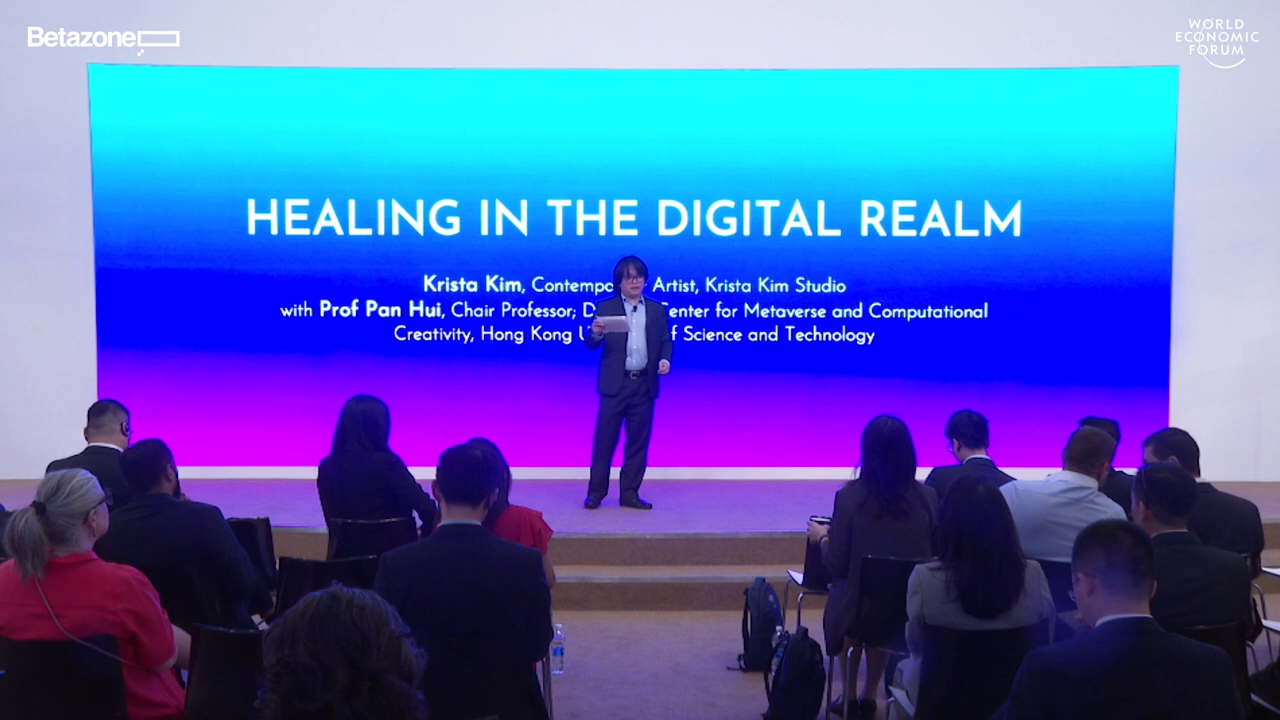 Betazone
WORLD
ECONOMIC
FORUM
HEALING IN THE DIGITAL REALM
Krista Kim, Contempo Artist, Krista Kim Studio
with Prof Pan Hui, Chair Professor; D enter for Metaverse and Computational
Creativity, Hong Kong U f Science and Technology